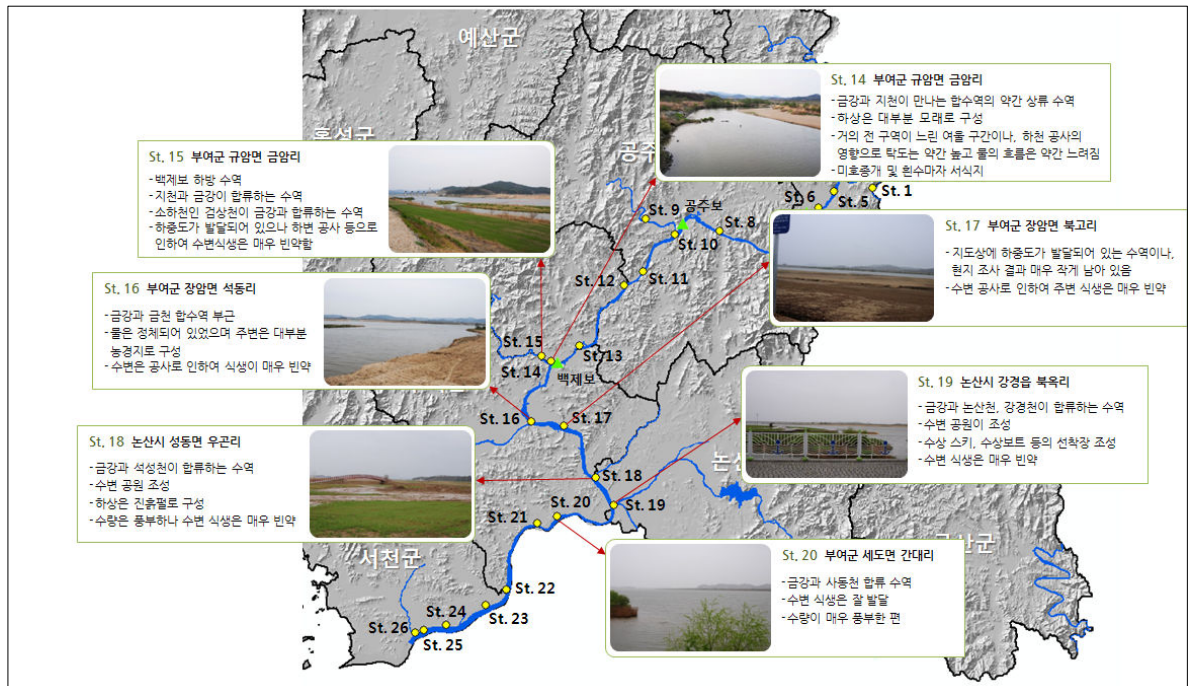 예산군
홍성군
공주
St. 14 부여군 규암면 금암리
-금강과 지천이 만나는 합수역의 약간 상류 수역
-하상은 대부분 모래로 구성
-거의 전 구역이 느린 여울 구간이나, 하천 공사의
영향으로 탁도는 약간 높고 물의 흐름은 약간 느려짐
-미호종개 및 흰수마자 서식지
St. 15 부여군 규암면 금암리
-백제보 하방 수역
-지천과 금강이 합류하는 수역
-소하천인 검상천이 금강과 합류하는 수역
-하중도가 발달되어 있으나 하변 공사 등으로
인하여 수변식생은 매우 빈약함
St. 6
St. 5
St. 1
St. 9
공주보
St. 8
St. 10
St. 11
St. 12
St. 17 부여군 장암면 북고리
-지도상에 하중도가 발달되어 있는 수역이나,
현지 조사 결과 매우 작게 남아 있음
-수변 공사로 인하여 주변 식생은 매우 빈약
St. 16 부여군 장암면 석동리
-금강과 금천 합수역 부근
-물은 정체되어 있었으며 주변은 대부분
농경지로 구성
-수변은 공사로 인하여 식생이 매우 빈약
St. 15
St. 13
St. 14
백제보
St. 16
St. 17
St. 19 논산시 강경읍 북옥리
-금강과 논산천, 강경천이 합류하는 수역
-수변 공원이 조성
-수상 스키, 수상보트 등의 선착장 조성
-수변 식생은 매우 빈약
St. 18 논산시 성동면 우곤리
-금강과 석성천이 합류하는 수역
-수변 공원 조성
-하상은 진흙펄로 구성
-수량은 풍부하나 수변 식생은 매우 빈약
논산
St. 18
St. 19
St. 20
St. 21
서천군
St. 20 부여군 세도면 간대리
-금강과 사동천 합류 수역
-수변 식생은 잘 발달
-수량이 매우 풍부한 편
St. 22
St. 23
St. 24
St. 25
St. 26